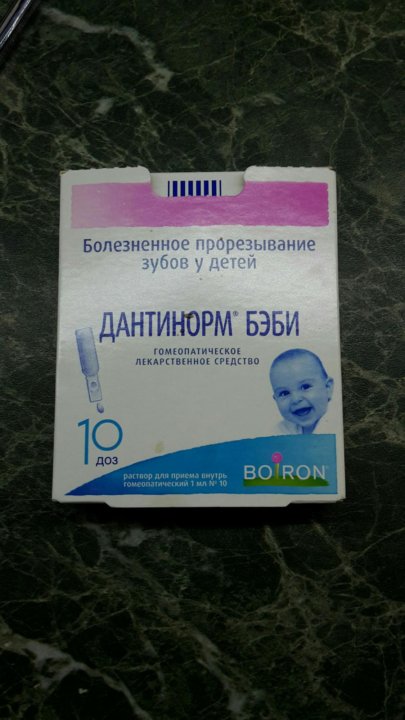 Болезненное прорезывание
зубов у детей
ДАНТИНОРМ® БЭБИ
ГОМЕОПАТИЧЕСКОЕ
ЛЕКАРСТВЕННОЕ СРЕДСТВО
10
доз
раствор для приема внутрь
гомеопатический 1 мл № 10
BOIRON